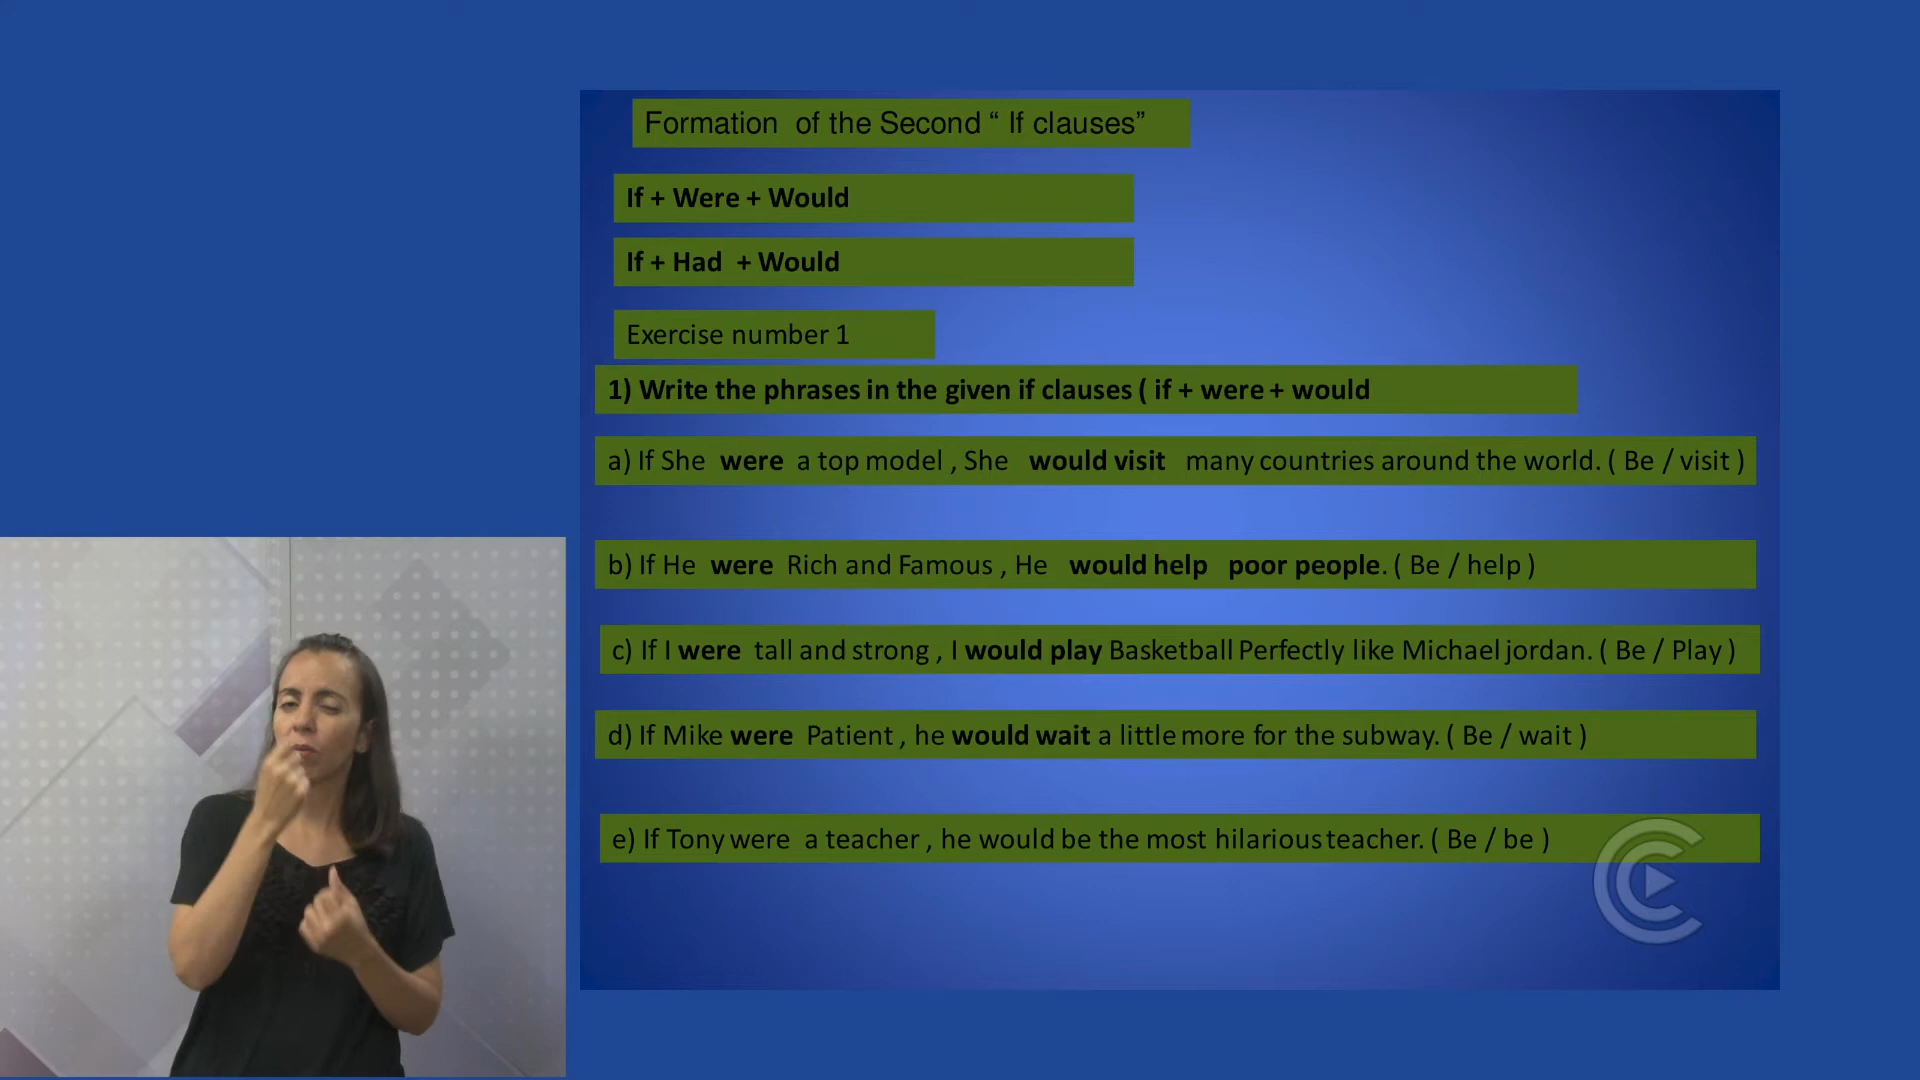 Formation of the Second “ If clauses”
If + Were + Would
If + Had + Would
Exercise number 1
1) Write the phrases in the given if clauses ( if + were + would
a) If She were a top model , She would visit many countries around the world. ( Be / visit )
b) If He were Rich and Famous , He would help poor people. ( Be / help )
c) If I were tall and strong , I would play Basketball Perfectly like Michael jordan. ( Be / Play )
d) If Mike were Patient , he would wait a little more for the subway. ( Be / wait )
e) If Tony were a teacher , he would be the most hilarious teacher. ( Be / be )